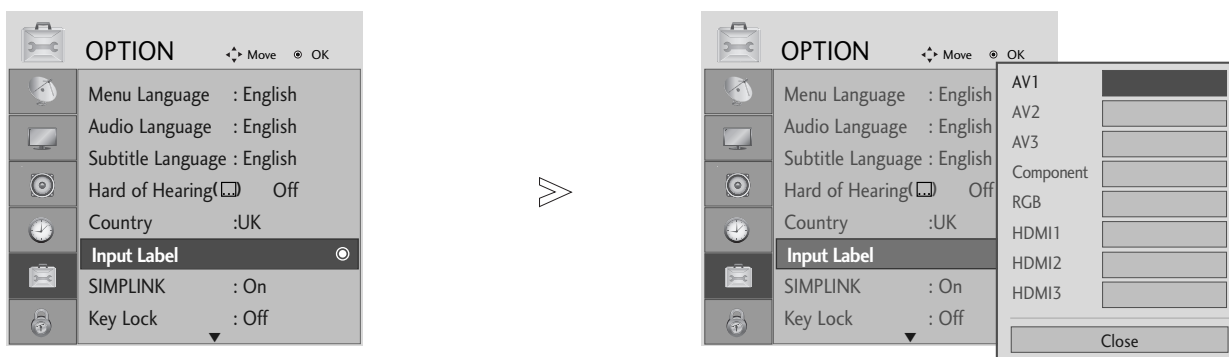 OPTION Move OK
Menu Language : English
Audio Language : English
Subtitle Language : English
Hard of Hearing( ) Off
Country :UK
Input Label
SIMPLINK : On
Key Lock : Off
OPTION Move OK
Menu Language : English
Audio Language : English
Subtitle Language : English
Hard of Hearing( ) Off
Country :UK
Input Label
SIMPLINK : On
Key Lock : Off
AV1
AV2
AV3
Component
RGB
HDMI1
HDMI2
HDMI3
Close